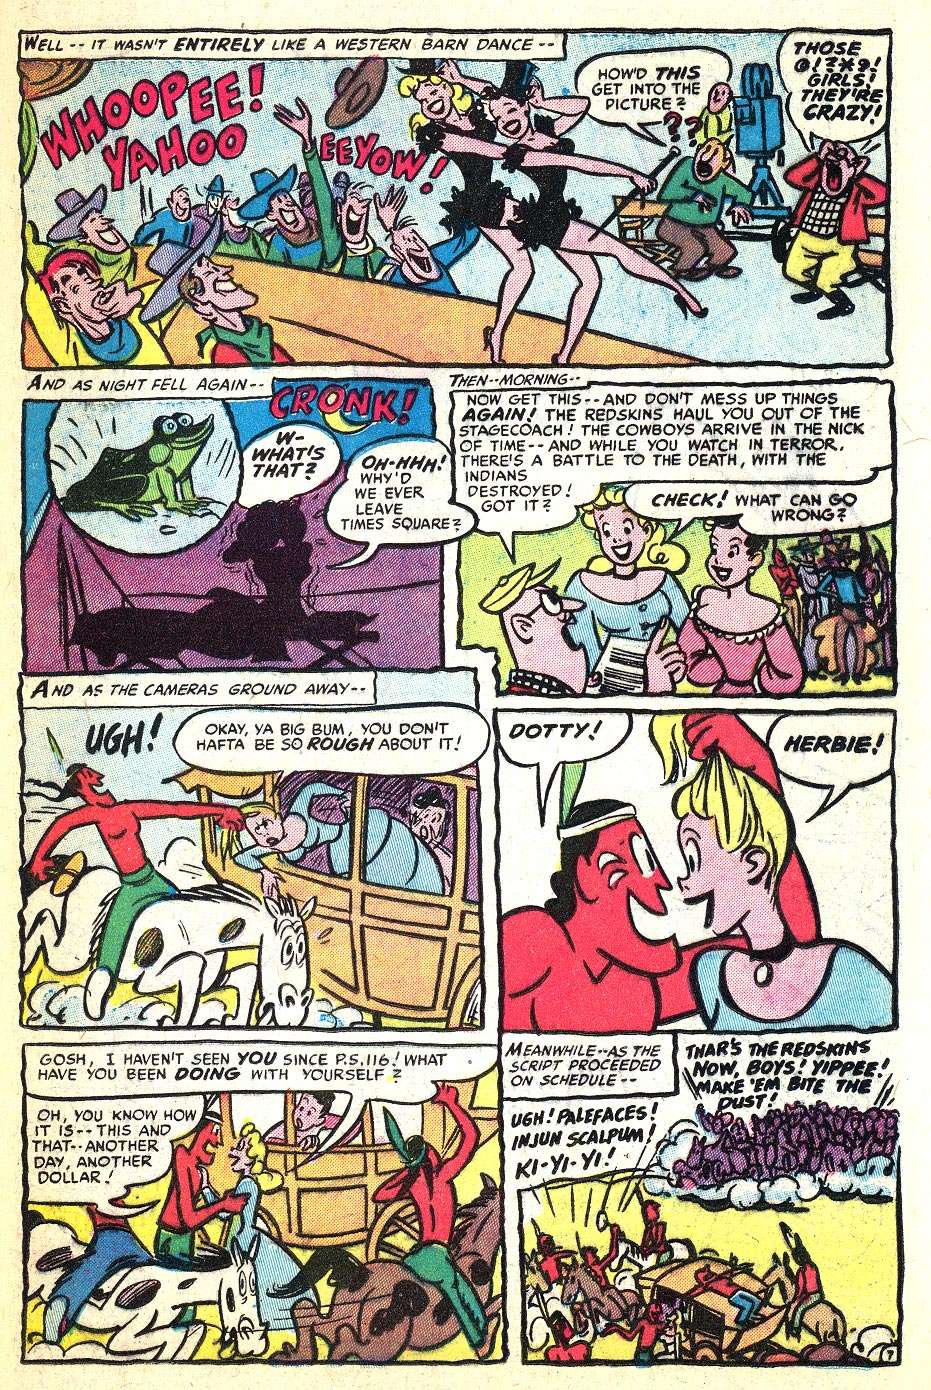 WELL -- IT WASN'T ENTIRELY LIKE A WESTERN BARN DANCE --
WHOOPEE!
YAHOO
EEYOW!
HOW'D THIS
GET INTO THE
PICTURE?
??
THOSE
@!?*@!
GIRLS!
THEY'RE
CRAZY!
AND AS NIGHT FELL AGAIN--
CRONK!
W-
WHAT'S
THAT?
OH-HHH!
WHY'D
WE EVER
LEAVE
TIMES SQUARE?
THEN--MORNING--
NOW GET THIS--AND DON'T MESS UP THINGS
AGAIN! THE REDSKINS HAUL YOU OUT OF THE
STAGECOACH! THE COWBOYS ARRIVE IN THE NICK
OF TIME--AND WHILE YOU WATCH IN TERROR,
THERE'S A BATTLE TO THE DEATH, WITH THE
INDIANS
DESTROYED!
GOT IT?
CHECK! WHAT CAN GO
WRONG?
AND AS THE CAMERAS GROUND AWAY--
UGH!
OKAY, YA BIG BUM, YOU DON'T
HAFTA BE SO ROUGH ABOUT IT!
DOTTY!
HERBIE!
GOSH, I HAVEN'T SEEN YOU SINCE P.S. 116! WHAT
HAVE YOU BEEN DOING WITH YOURSELF?
OH, YOU KNOW HOW
IT IS--THIS AND
THAT--ANOTHER
DAY, ANOTHER
DOLLAR!
MEANWHILE--AS THE
SCRIPT PROCEEDED
ON SCHEDULE--
UGH! PALEFACES!
INJUN SCALPUM!
KI-YI-YI!
THAR'S THE REDSKINS
NOW, BOYS! YIPPEE!
MAKE 'EM BITE THE
DUST!
7